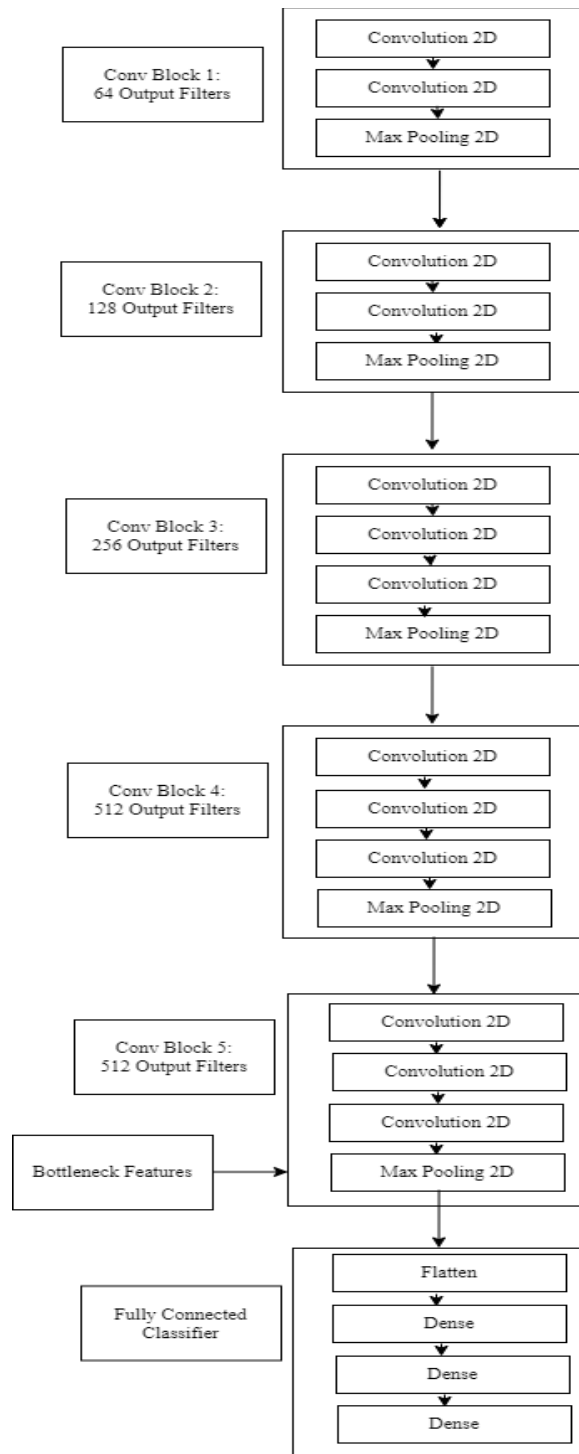 Conv Block 1:
64 Output Filters
Convolution 2D
Convolution 2D
Max Pooling 2D
Conv Block 2:
128 Output Filters
Convolution 2D
Convolution 2D
Max Pooling 2D
Conv Block 3:
256 Output Filters
Convolution 2D
Convolution 2D
Convolution 2D
Max Pooling 2D
Conv Block 4:
512 Output Filters
Convolution 2D
Convolution 2D
Convolution 2D
Max Pooling 2D
Conv Block 5:
512 Output Filters
Convolution 2D
Convolution 2D
Convolution 2D
Max Pooling 2D
Bottleneck Features
Fully Connected
Classifier
Flatten
Dense
Dense
Dense